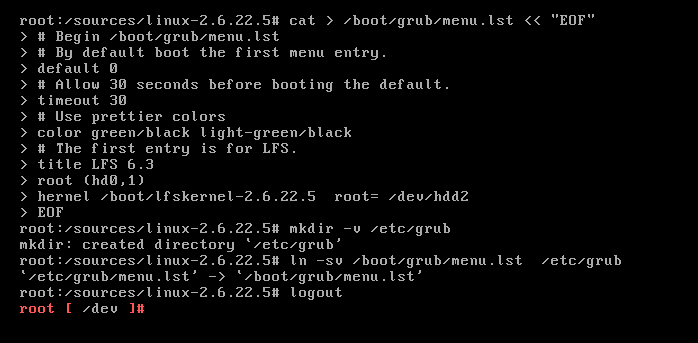 root:/sources/linux-2.6.22.5# cat > /boot/grub/menu.lst << "EOF"
> # Begin /boot/grub/menu.lst
> # By default boot the first menu entry.
> default 0
> # Allow 30 seconds before booting the default.
> timeout 30
> # Use prettier colors
> color green/black light-green/black
> # The first entry is for LFS.
> title LFS 6.3
> root (hd0,1)
> hernel /boot/lfskernel-2.6.22.5  root= /dev/hdd2
> EOF
root:/sources/linux-2.6.22.5# mkdir -v /etc/grub
mkdir: created directory ‘/etc/grub’
root:/sources/linux-2.6.22.5# ln -sv /boot/grub/menu.lst  /etc/grub
‘/etc/grub/menu.lst’ -> ‘/boot/grub/menu.lst’
root:/sources/linux-2.6.22.5# logout
root [ /dev ]#